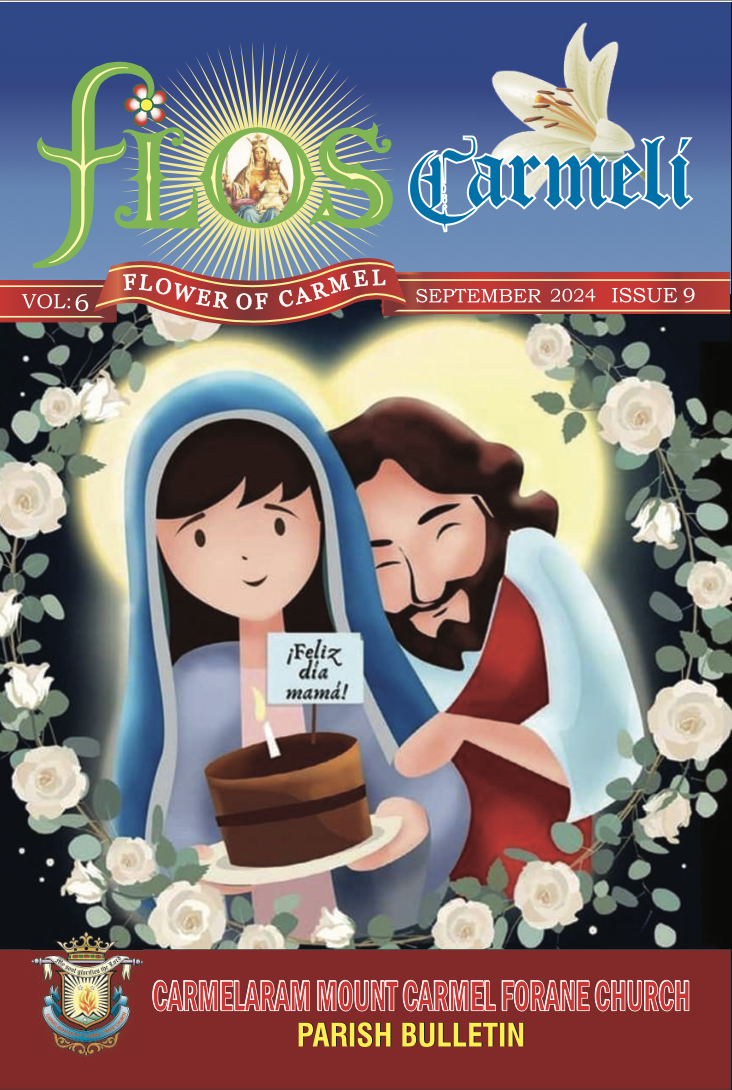 fLOS Carmeli
VOL: 6
FLOWER OF CARMEL
SEPTEMBER 2024 ISSUE 9
¡Feliz
día
mamá!
CARMELARAM MOUNT CARMEL FORANE CHURCH
PARISH BULLETIN